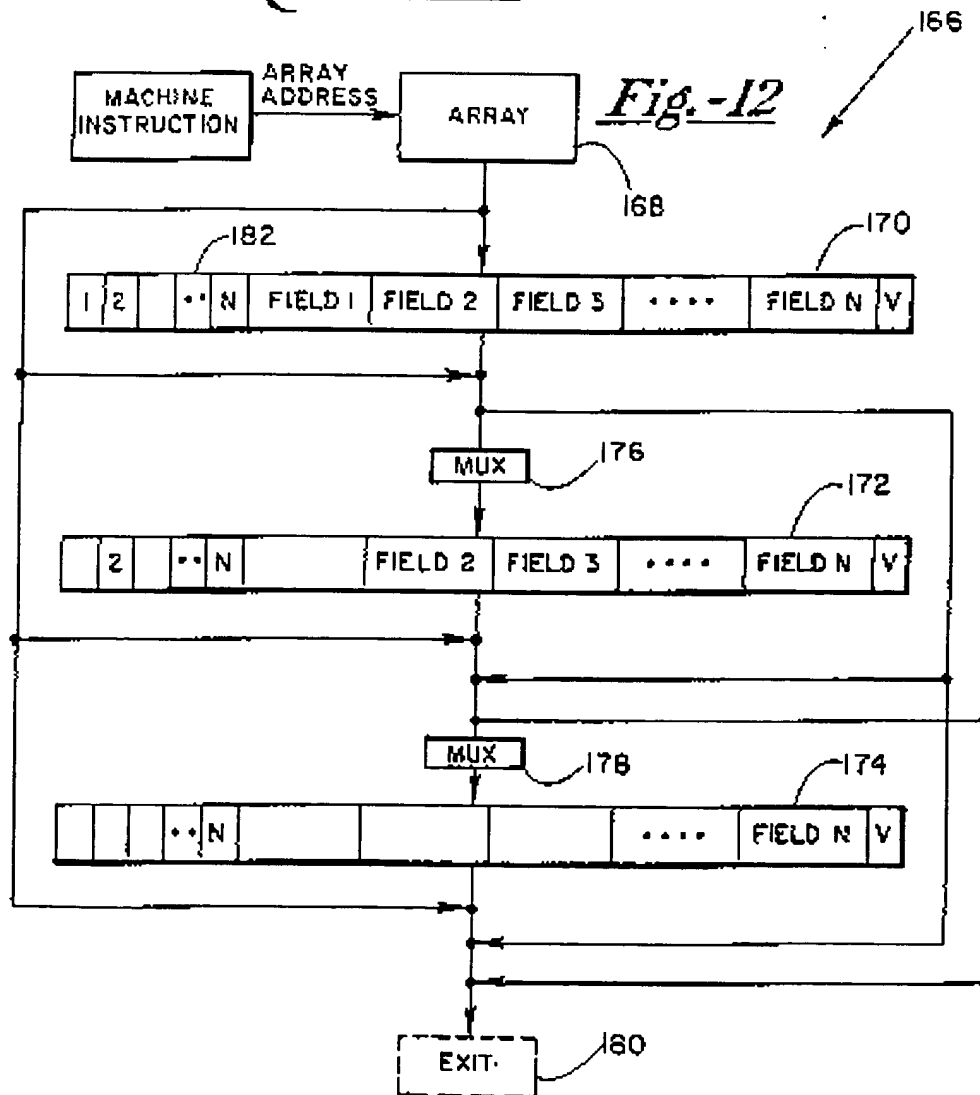 166
ARRAY
ADDRESS
MACHINE
INSTRUCTION
ARRAY
Fig.-12
168
182
170
1 2 •• N FIELD 1 FIELD 2 FIELD 3 •••• FIELD N V
MUX
176
172
2 •• N FIELD 2 FIELD 3 •••• FIELD N V
MUX
178
174
•• N •••• FIELD N V
EXIT
180